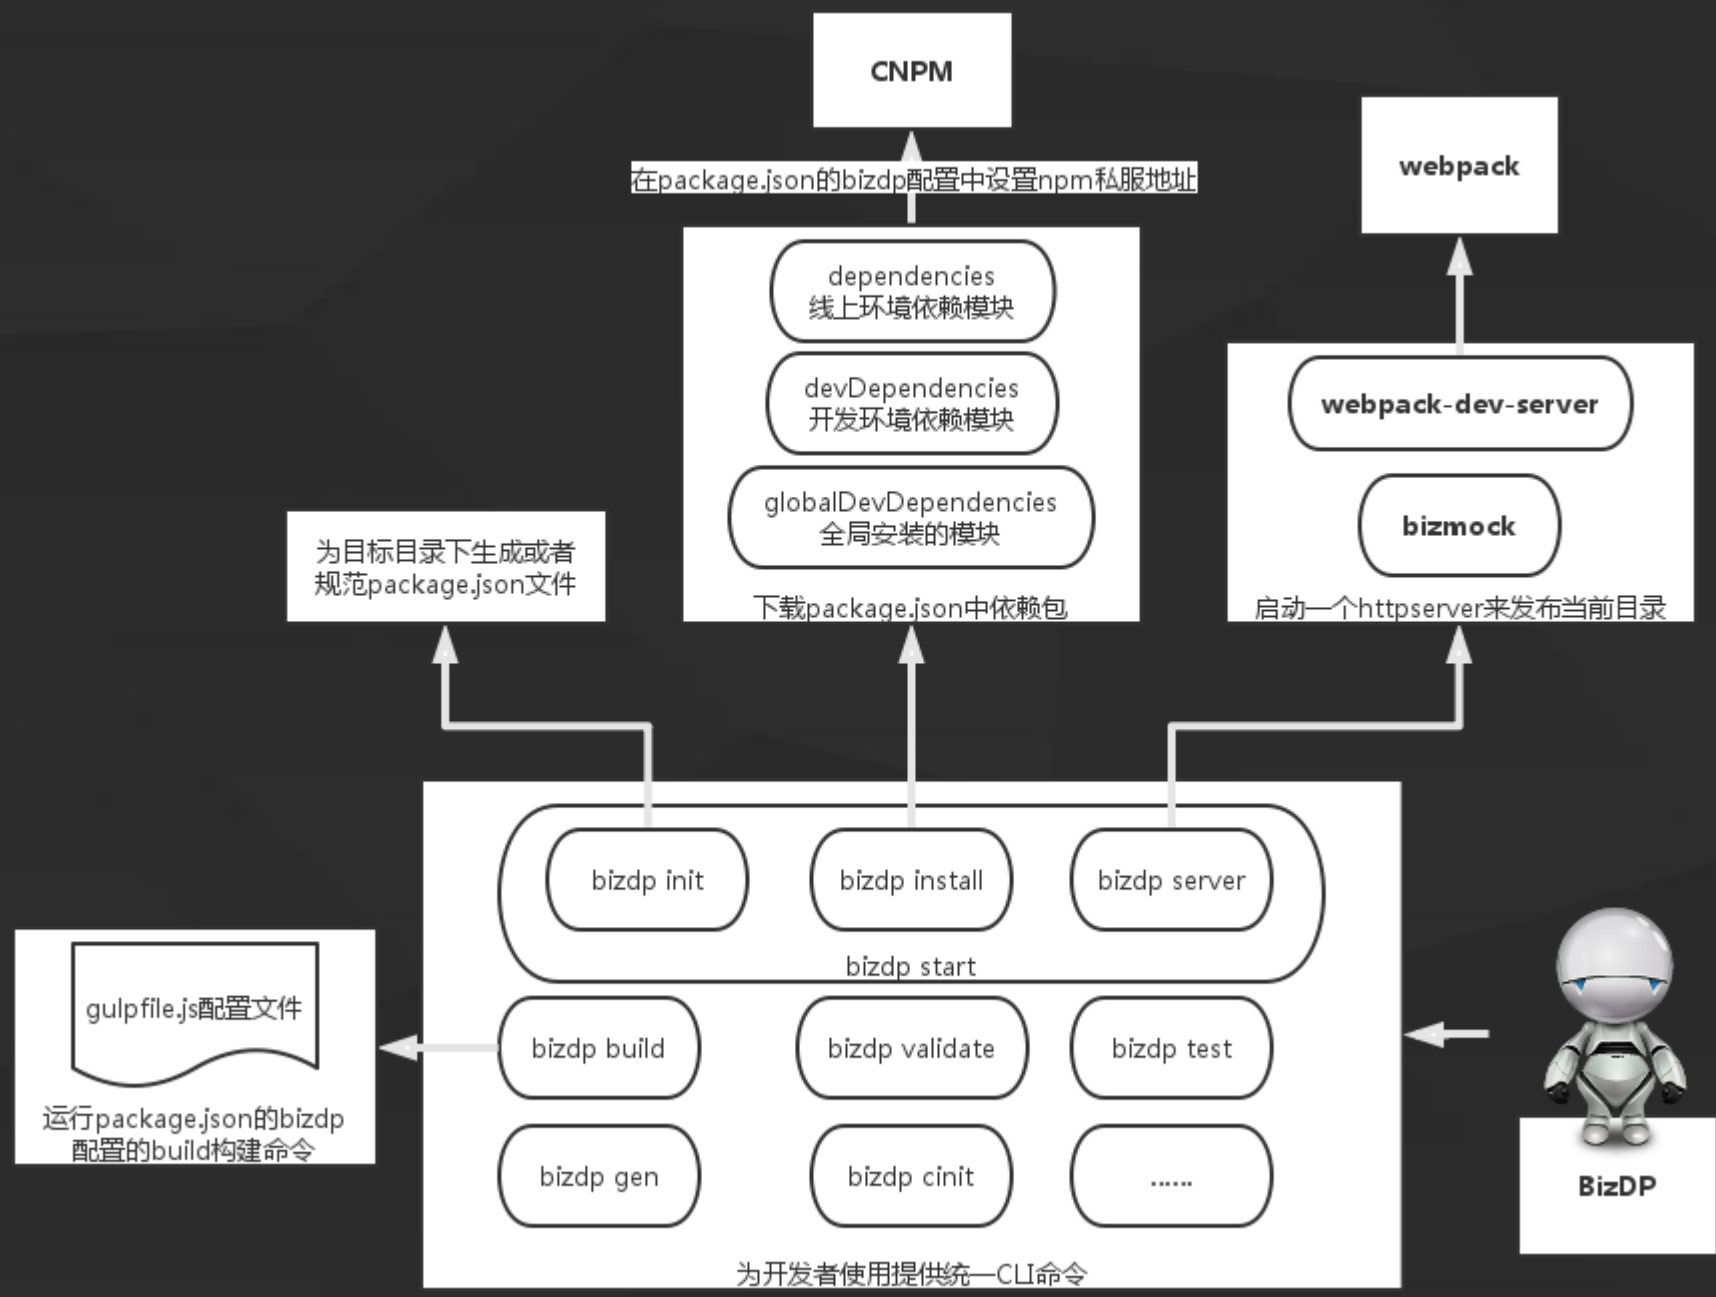 CNPM
在package.json的bizdp配置中设置npm私服地址
webpack
dependencies
线上环境依赖模块
devDependencies
开发环境依赖模块
globalDevDependencies
全局安装的模块
下载package.json中依赖包
webpack-dev-server
bizmock
启动一个httpserver来发布当前目录
为目标目录下生成或者
规范package.json文件
bizdp init
bizdp install
bizdp server
bizdp start
gulpfile.js配置文件
运行package.json的bizdp
配置的build构建命令
bizdp build
bizdp validate
bizdp test
bizdp gen
bizdp cinit
……
为开发者使用提供统一CLI命令
BizDP